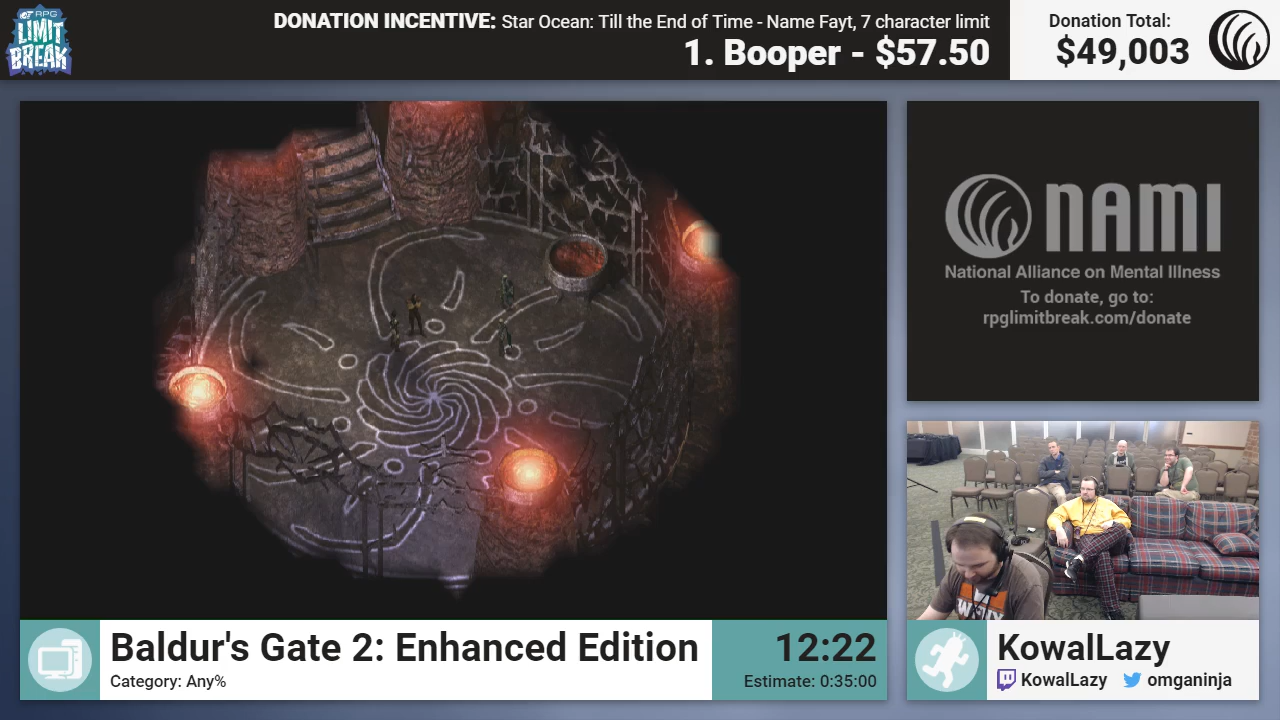 RPG
LIMIT
BREAK
DONATION INCENTIVE: Star Ocean: Till the End of Time - Name Fayt, 7 character limit
1. Booper - $57.50
Donation Total:
$49,003
NAMI
National Alliance on Mental Illness
To donate, go to:
rpglimitbreak.com/donate
Baldur's Gate 2: Enhanced Edition
Category: Any%
12:22
Estimate: 0:35:00
KowalLazy
KowalLazy
omganinja